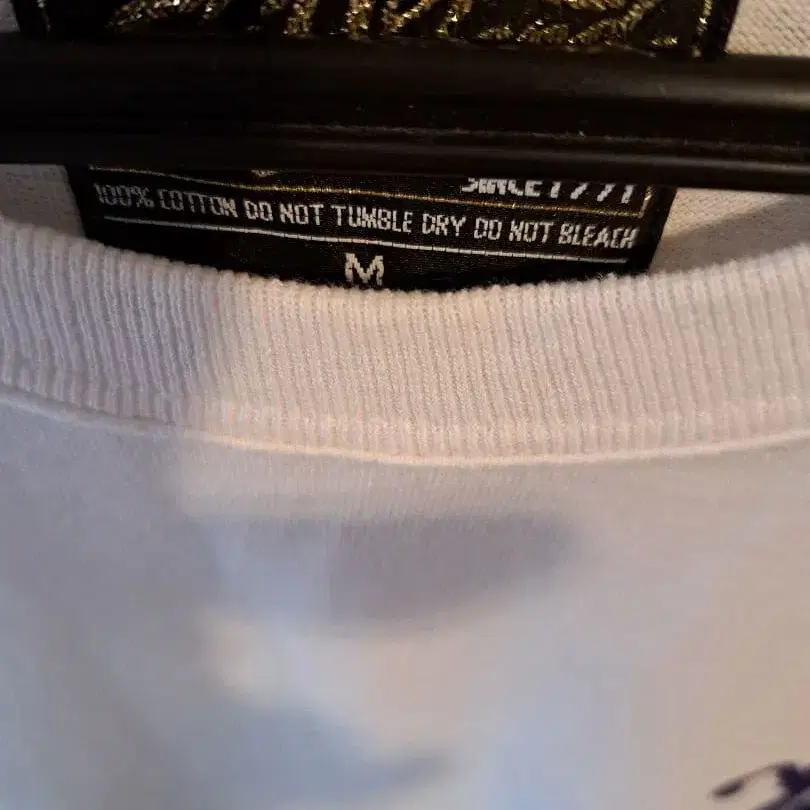 SINCE 1771
100% COTTON DO NOT TUMBLE DRY DO NOT BLEACH
M